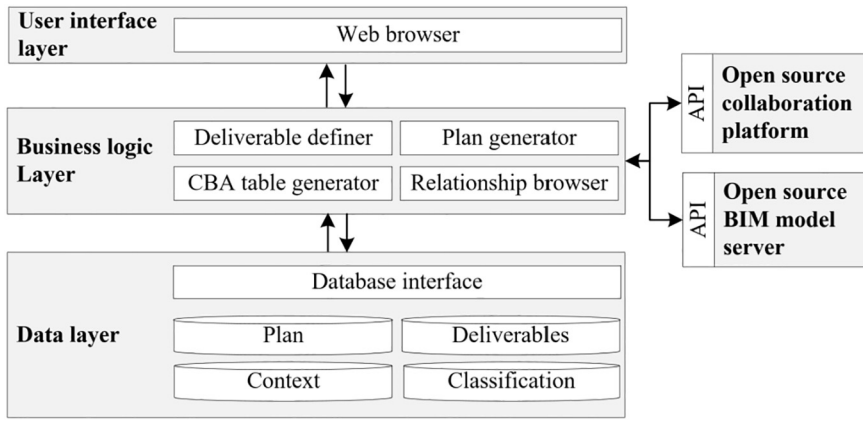 User interface
layer
Web browser
Business logic
Layer
Deliverable definer
Plan generator
CBA table generator
Relationship browser
API
Open source
collaboration
platform
API
Open source
BIM model
server
Data layer
Database interface
Plan
Deliverables
Context
Classification